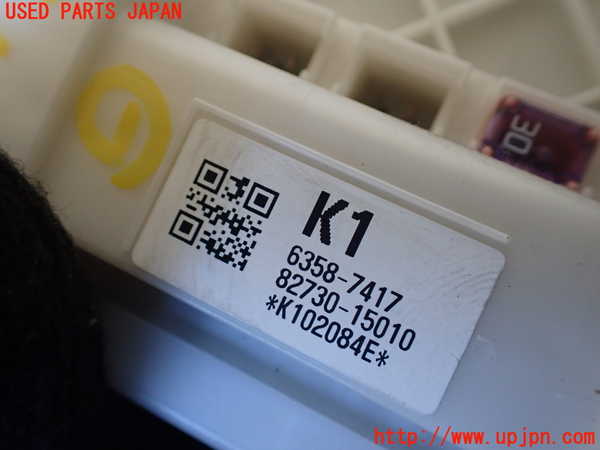 USED PARTS JAPAN
30
K1
6358-7417
82730-15010
*K102084E*
http://www.upjpn.com/